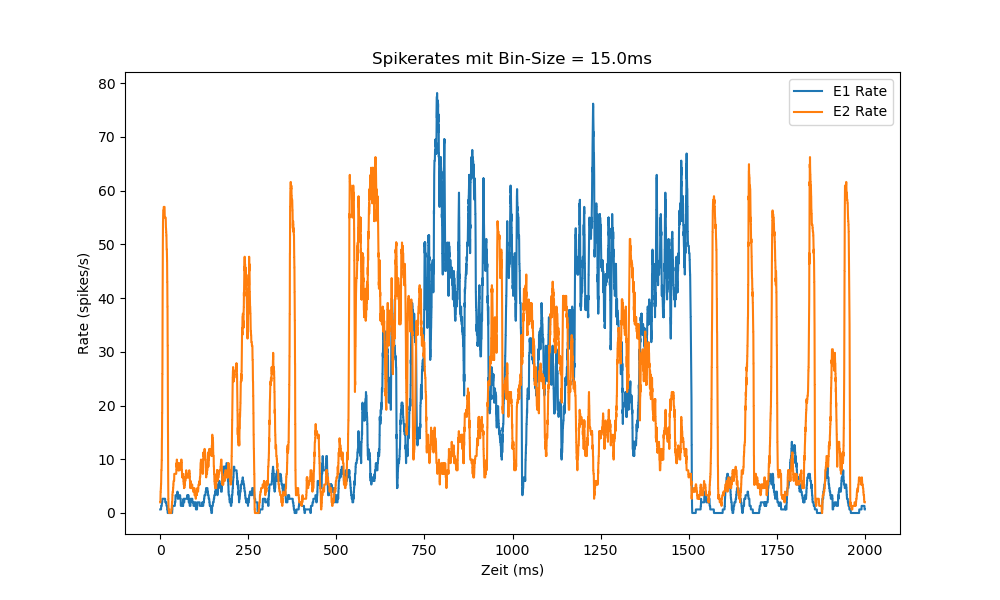 Spikerates mit Bin-Size = 15.0ms
E1 Rate
E2 Rate
80
70
60
50
40
30
20
10
0
Rate (spikes/s)
0 250 500 750 1000 1250 1500 1750 2000
Zeit (ms)